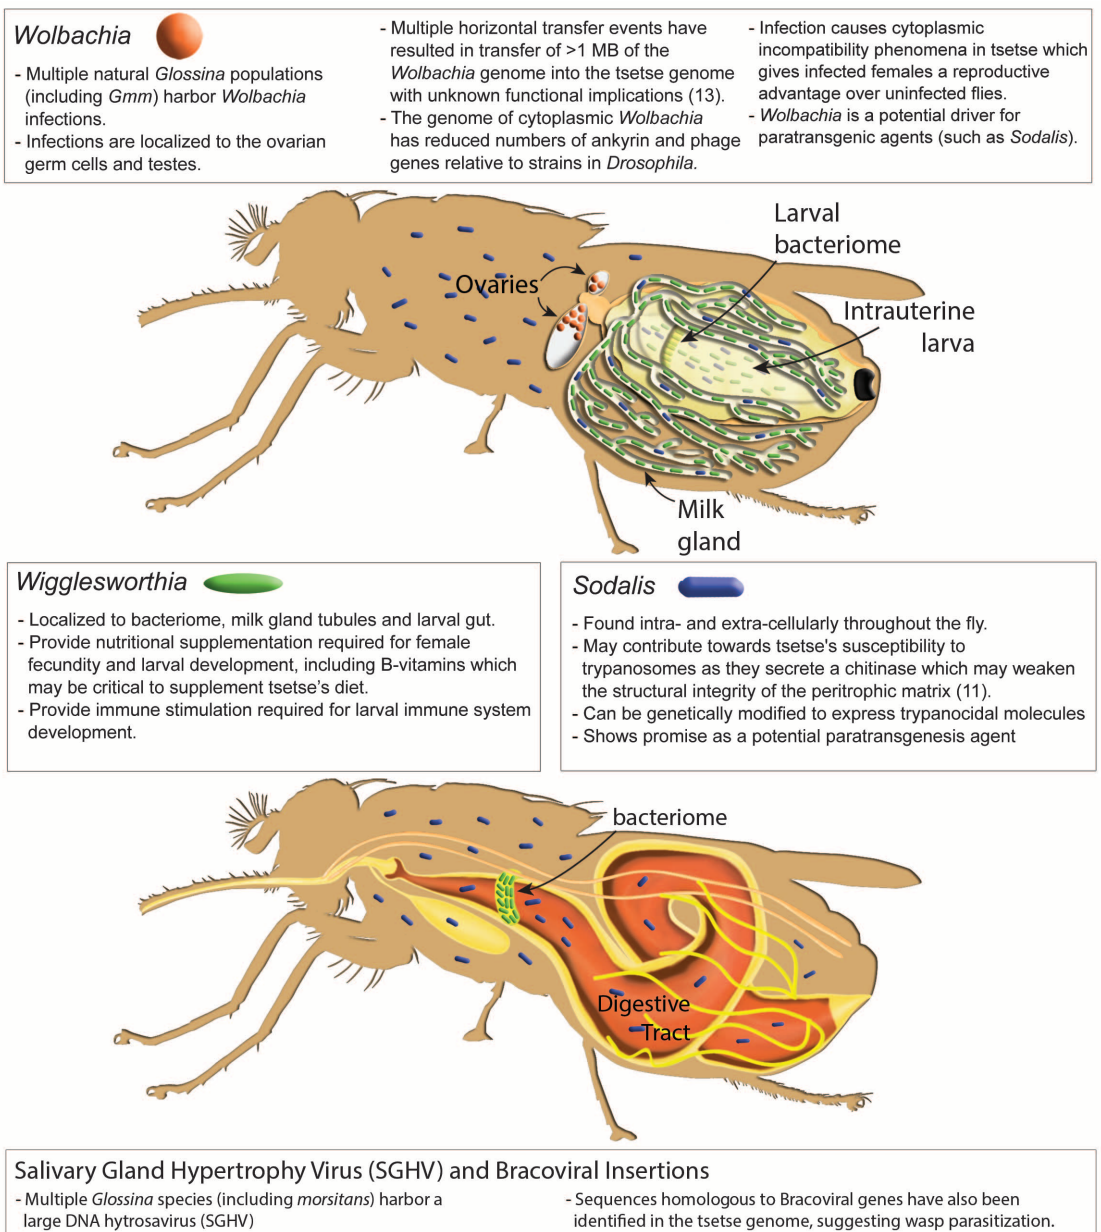 Wolbachia
- Multiple natural Glossina populations
(including Gmm) harbor Wolbachia
infections.
- Infections are localized to the ovarian
germ cells and testes.
- Multiple horizontal transfer events have
resulted in transfer of >1 MB of the
Wolbachia genome into the tsetse genome
with unknown functional implications (13).
- The genome of cytoplasmic Wolbachia
has reduced numbers of ankyrin and phage
genes relative to strains in Drosophila.
- Infection causes cytoplasmic
incompatibility phenomena in tsetse which
gives infected females a reproductive
advantage over uninfected flies.
- Wolbachia is a potential driver for
paratransgenic agents (such as Sodalis).
Larval
bacteriome
Ovaries
Intrauterine
larva
Milk
gland
Wigglesworthia
- Localized to bacteriome, milk gland tubules and larval gut.
- Provide nutritional supplementation required for female
fecundity and larval development, including B-vitamins which
may be critical to supplement tsetse's diet.
- Provide immune stimulation required for larval immune system
development.
Sodalis
- Found intra- and extra-cellularly throughout the fly.
- May contribute towards tsetse's susceptibility to
trypanosomes as they secrete a chitinase which may weaken
the structural integrity of the peritrophic matrix (11).
- Can be genetically modified to express trypanocidal molecules
- Shows promise as a potential paratransgenesis agent
bacteriome
Digestive
Tract
Salivary Gland Hypertrophy Virus (SGHV) and Bracoviral Insertions
- Multiple Glossina species (including morsitans) harbor a
large DNA hytrosavirus (SGHV)
- Sequences homologous to Bracoviral genes have also been
identified in the tsetse genome, suggesting wasp parasitization.